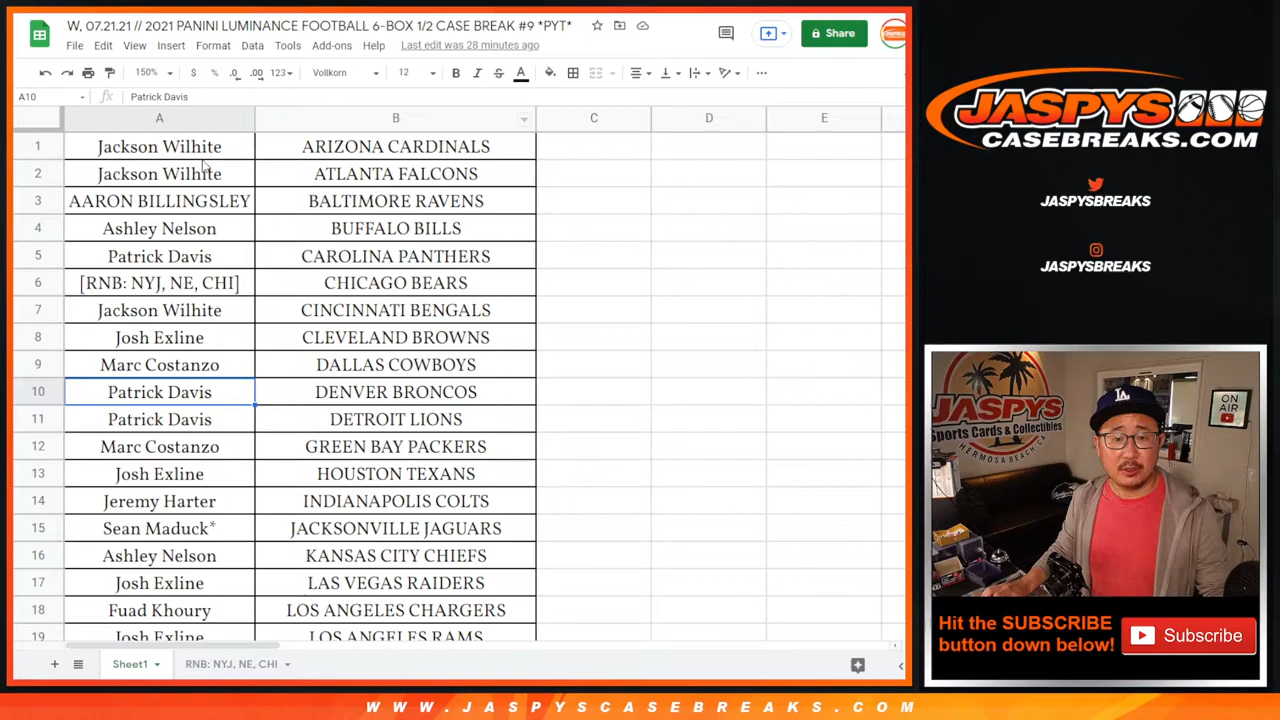 W, 07.21.21 // 2021 PANINI LUMINANCE FOOTBALL 6-BOX 1/2 CASE BREAK #9 *PYT*
File Edit View Insert Format Data Tools Add-ons Help Last edit was 28 minutes ago
Share
150% $ % .0 .00 123 Vollkorn 12 B I S A
A10 fx Patrick Davis
A B C D E
1 Jackson Wilhite ARIZONA CARDINALS
2 Jackson Wilhite ATLANTA FALCONS
3 AARON BILLINGSLEY BALTIMORE RAVENS
4 Ashley Nelson BUFFALO BILLS
5 Patrick Davis CAROLINA PANTHERS
6 [RNB: NYJ, NE, CHI] CHICAGO BEARS
7 Jackson Wilhite CINCINNATI BENGALS
8 Josh Exline CLEVELAND BROWNS
9 Marc Costanzo DALLAS COWBOYS
10 Patrick Davis DENVER BRONCOS
11 Patrick Davis DETROIT LIONS
12 Marc Costanzo GREEN BAY PACKERS
13 Josh Exline HOUSTON TEXANS
14 Jeremy Harter INDIANAPOLIS COLTS
15 Sean Maduck* JACKSONVILLE JAGUARS
16 Ashley Nelson KANSAS CITY CHIEFS
17 Josh Exline LAS VEGAS RAIDERS
18 Fuad Khoury LOS ANGELES CHARGERS
19 Josh Exline LOS ANGELES RAMS
Sheet1 RNB: NYJ, NE, CHI
JASPYS
CASEBREAKS.COM
JASPYSBREAKS
JASPYSBREAKS
JASPYS
Sports Cards & Collectibles
HERMOSA BEACH, CA
LA
ON AIR
Hit the SUBSCRIBE
button down below!
Subscribe
WWW.JASPYSCASEBREAKS.COM